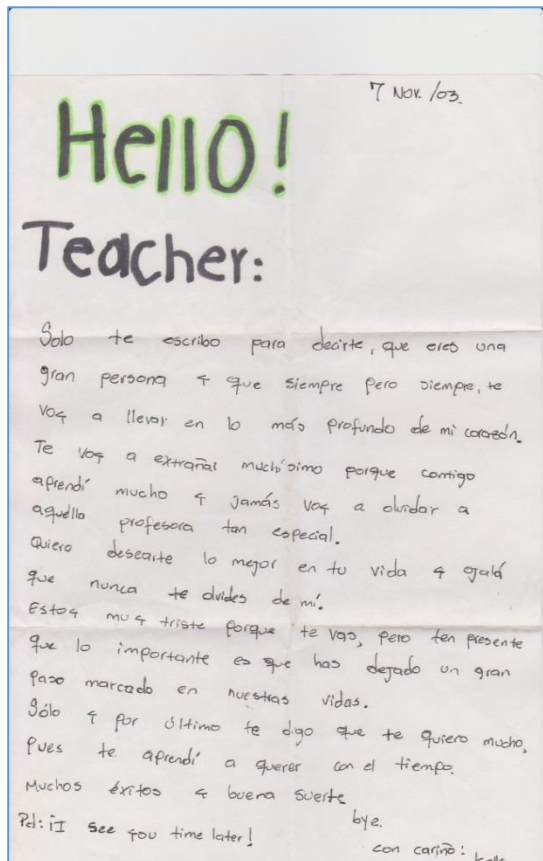 7 Nov. /03.
Hello!
Teacher:
Solo te escribo para decirte, que eres una
gran persona y que siempre pero siempre, te
voy a llevar en lo más profundo de mi corazón.
Te voy a extrañar muchísimo porque contigo
aprendí mucho y jamás voy a olvidar a
aquella profesora tan especial.
Quiero desearte lo mejor en tu vida y ojalá
que nunca te olvides de mí.
Estoy muy triste porque te vas, pero ten presente
que lo importante es que has dejado un gran
paso marcado en nuestras vidas.
Sólo y por último te digo que te quiero mucho,
pues te aprendí a querer con el tiempo.
Muchos éxitos y buena suerte
bye.
Pd: ¡I see you time later!
con cariño: